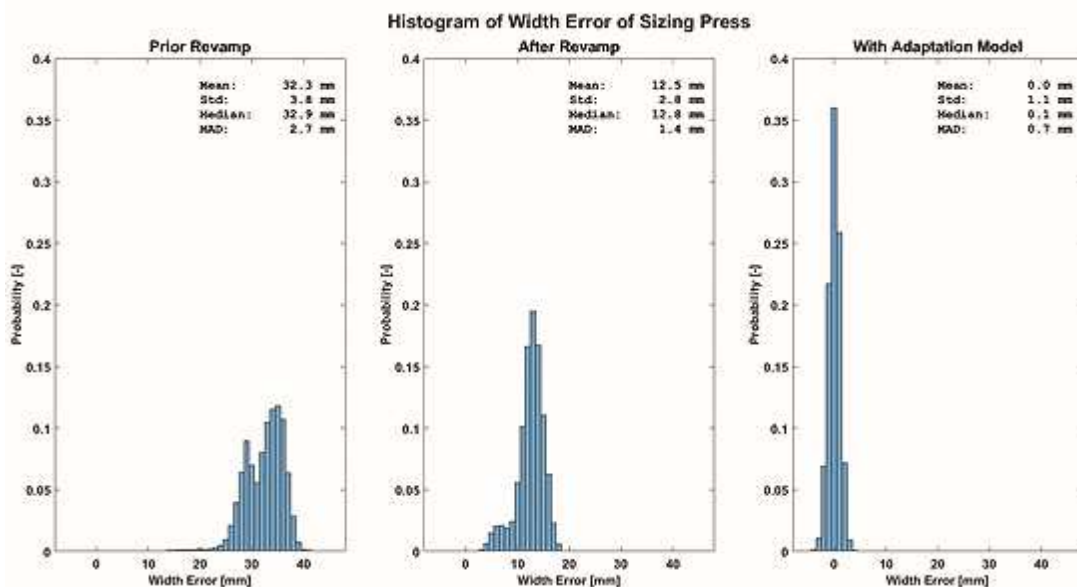 Histogram of Width Error of Sizing Press
Prior Revamp
0.4
0.35
0.3
0.25
0.2
0.15
0.1
0.05
0
Probability [-]
Mean: 32.3 mm
Std: 3.8 mm
Median: 32.9 mm
MAD: 2.7 mm
0 10 20 30 40
Width Error [mm]
After Revamp
0.4
0.35
0.3
0.25
0.2
0.15
0.1
0.05
0
Probability [-]
Mean: 12.5 mm
Std: 2.8 mm
Median: 12.8 mm
MAD: 1.4 mm
0 10 20 30 40
Width Error [mm]
With Adaptation Model
0.4
0.35
0.3
0.25
0.2
0.15
0.1
0.05
0
Probability [-]
Mean: 0.0 mm
Std: 1.1 mm
Median: 0.1 mm
MAD: 0.7 mm
0 10 20 30 40
Width Error [mm]